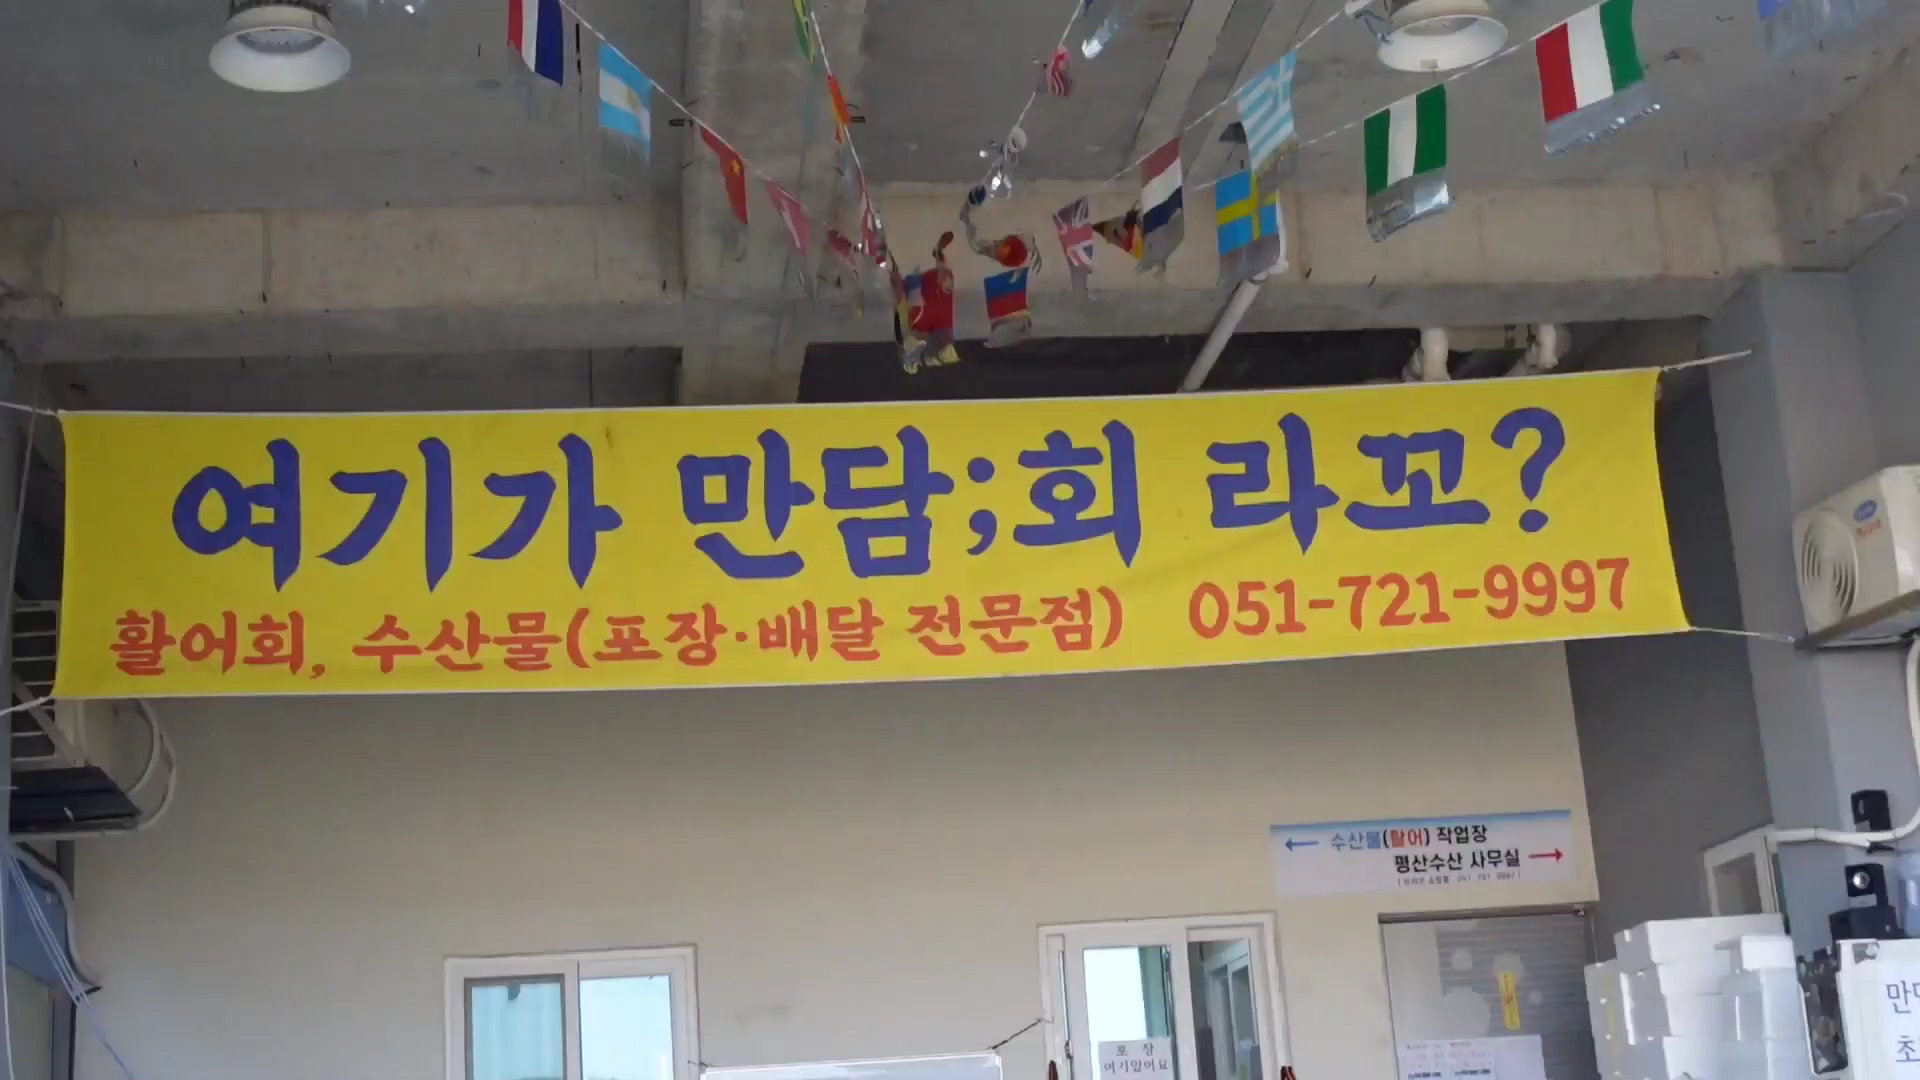 여기가 만담;회 라꼬?
활어회, 수산물(포장·배달 전문점) 051-721-9997
← 수산물(활어) 작업장
명산수산 사무실 →
포 장
여기있어요